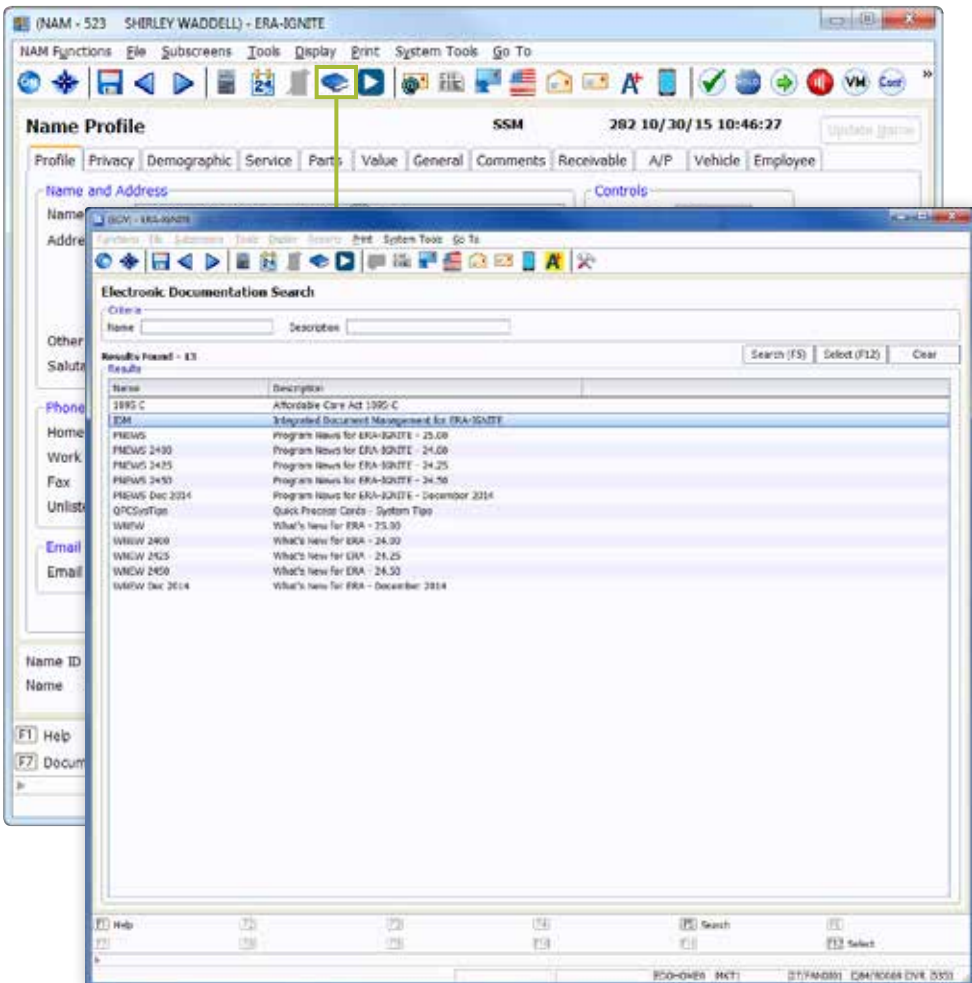 (NAM - 523 SHIRLEY WADDELL) - ERA-IGNITE
NAM Functions File Subscreens Tools Display Print System Tools Go To
24
VM Conf
Name Profile SSM 282 10/30/15 10:46:27 Update Name
Profile Privacy Demographic Service Parts Value General Comments Receivable A/P Vehicle Employee
Name and Address Controls
Name
Addre
Other
Saluta
Phone
Home
Work
Fax
Unliste
Email
Email
Name ID
Name
F1 Help
F7 Docum
Print System Tools Go To
Electronic Documentation Search
Criteria
Name Description
Results Found - 13 Search (F5) Select (F12) Clear
Results
Name Description
1095 C Affordable Care Act 1095-C
IDM Integrated Document Management for ERA-IGNITE
PNEWS Program News for ERA-IGNITE - 25.00
PNEWS 2400 Program News for ERA-IGNITE - 24.00
PNEWS 2425 Program News for ERA-IGNITE - 24.25
PNEWS 2450 Program News for ERA-IGNITE - 24.50
PNEWS Dec 2014 Program News for ERA-IGNITE - December 2014
QPCSysTips Quick Process Cards - System Tips
WNEW What's New for ERA - 25.00
WNEW 2400 What's New for ERA - 24.00
WNEW 2425 What's New for ERA - 24.25
WNEW 2450 What's New for ERA - 24.50
WNEW Dec 2014 What's New for ERA - December 2014
F1 Help F5 Search
F12 Select